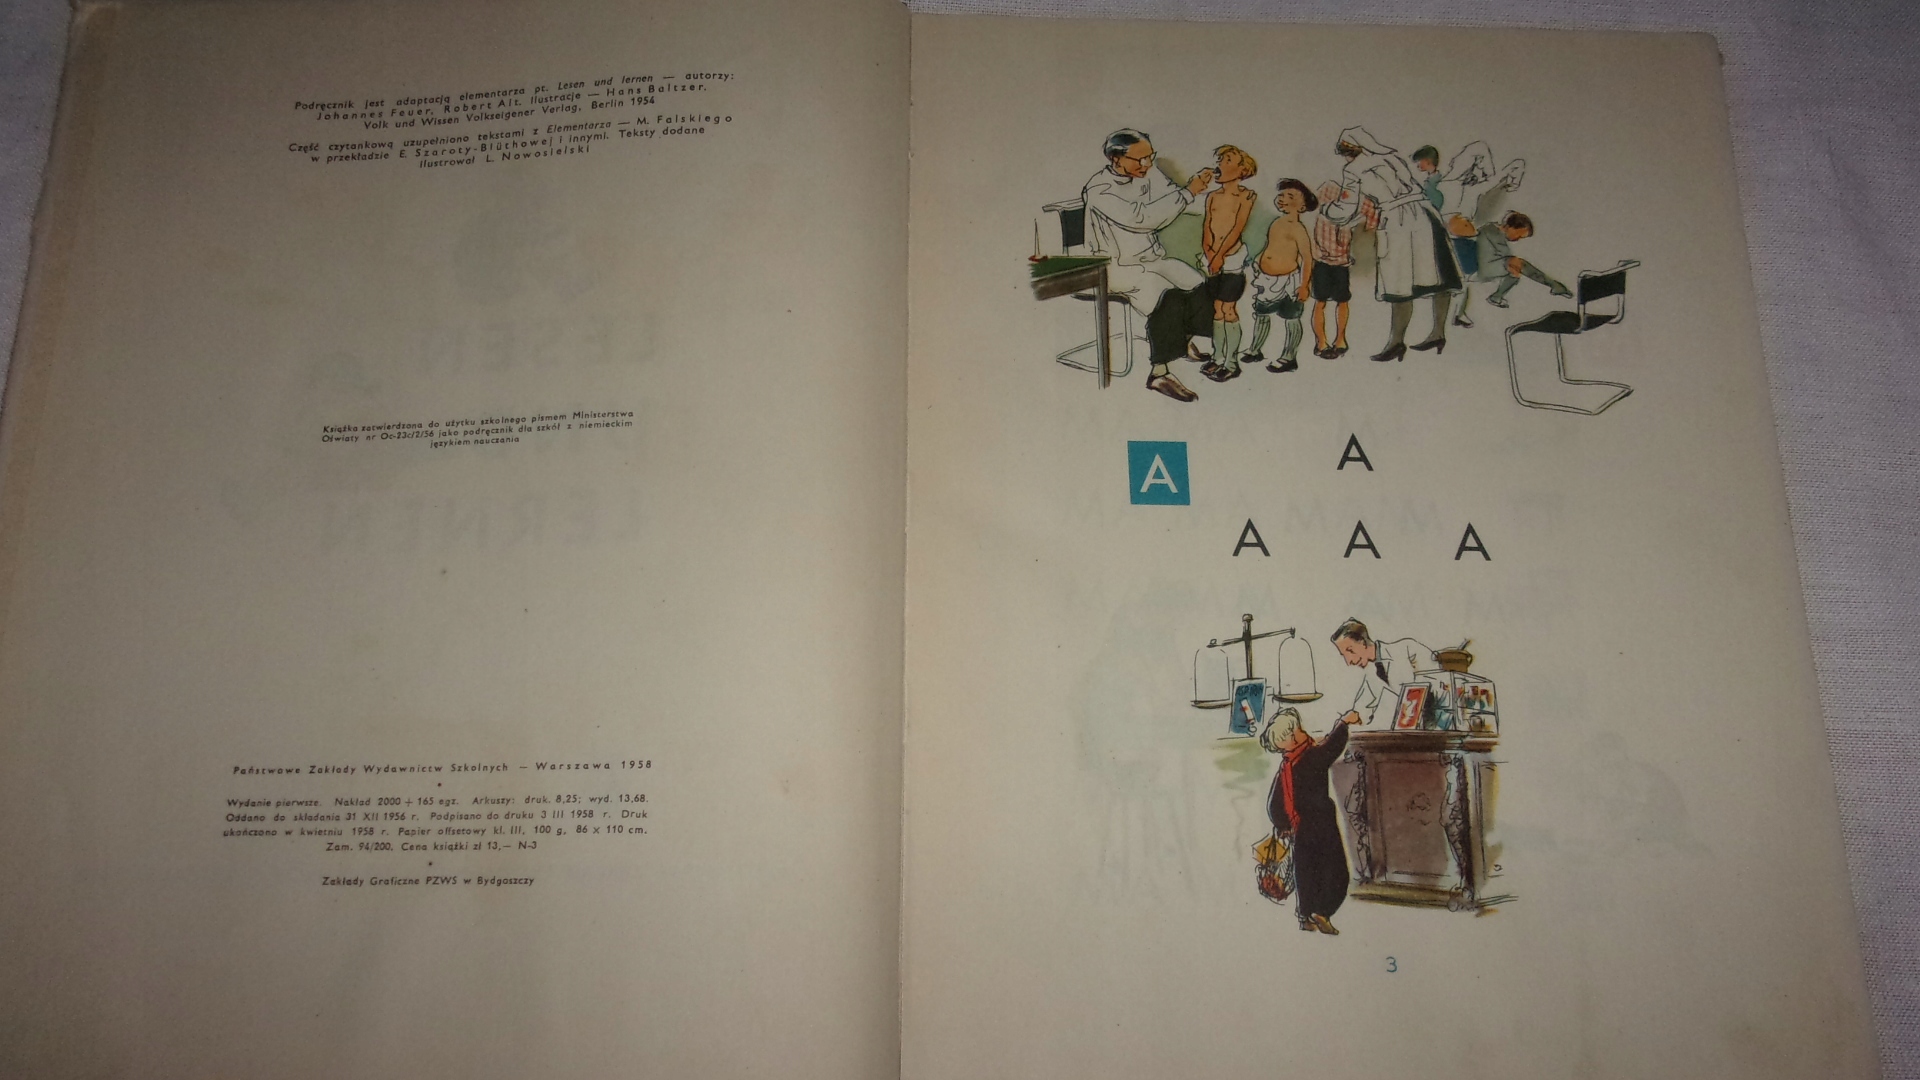 Podręcznik jest adaptacją elementarza pt. Lesen und lernen — autorzy:
Johannes Feuer, Robert Alt. Ilustracje — Hans Baltzer.
Volk und Wissen Volkseigener Verlag, Berlin 1954
Część czytankową uzupełniono tekstami z Elementarza — M. Falskiego
w przekładzie E. Szaroty-Blüthowej i innymi. Teksty dodane
ilustrował L. Nowosielski
Książka zatwierdzona do użytku szkolnego pismem Ministerstwa
Oświaty nr Oc-23c/2/56 jako podręcznik dla szkół z niemieckim
językiem nauczania
Państwowe Zakłady Wydawnictw Szkolnych — Warszawa 1958
Wydanie pierwsze. Nakład 2000 + 165 egz. Arkuszy: druk. 8,25; wyd. 13,68.
Oddano do składania 31 XII 1956 r. Podpisano do druku 3 III 1958 r. Druk
ukończono w kwietniu 1958 r. Papier offsetowy kl. III, 100 g, 86 x 110 cm.
Zam. 94/200. Cena książki zł 13,— N-3
Zakłady Graficzne PZWS w Bydgoszczy
A A
A A A
3